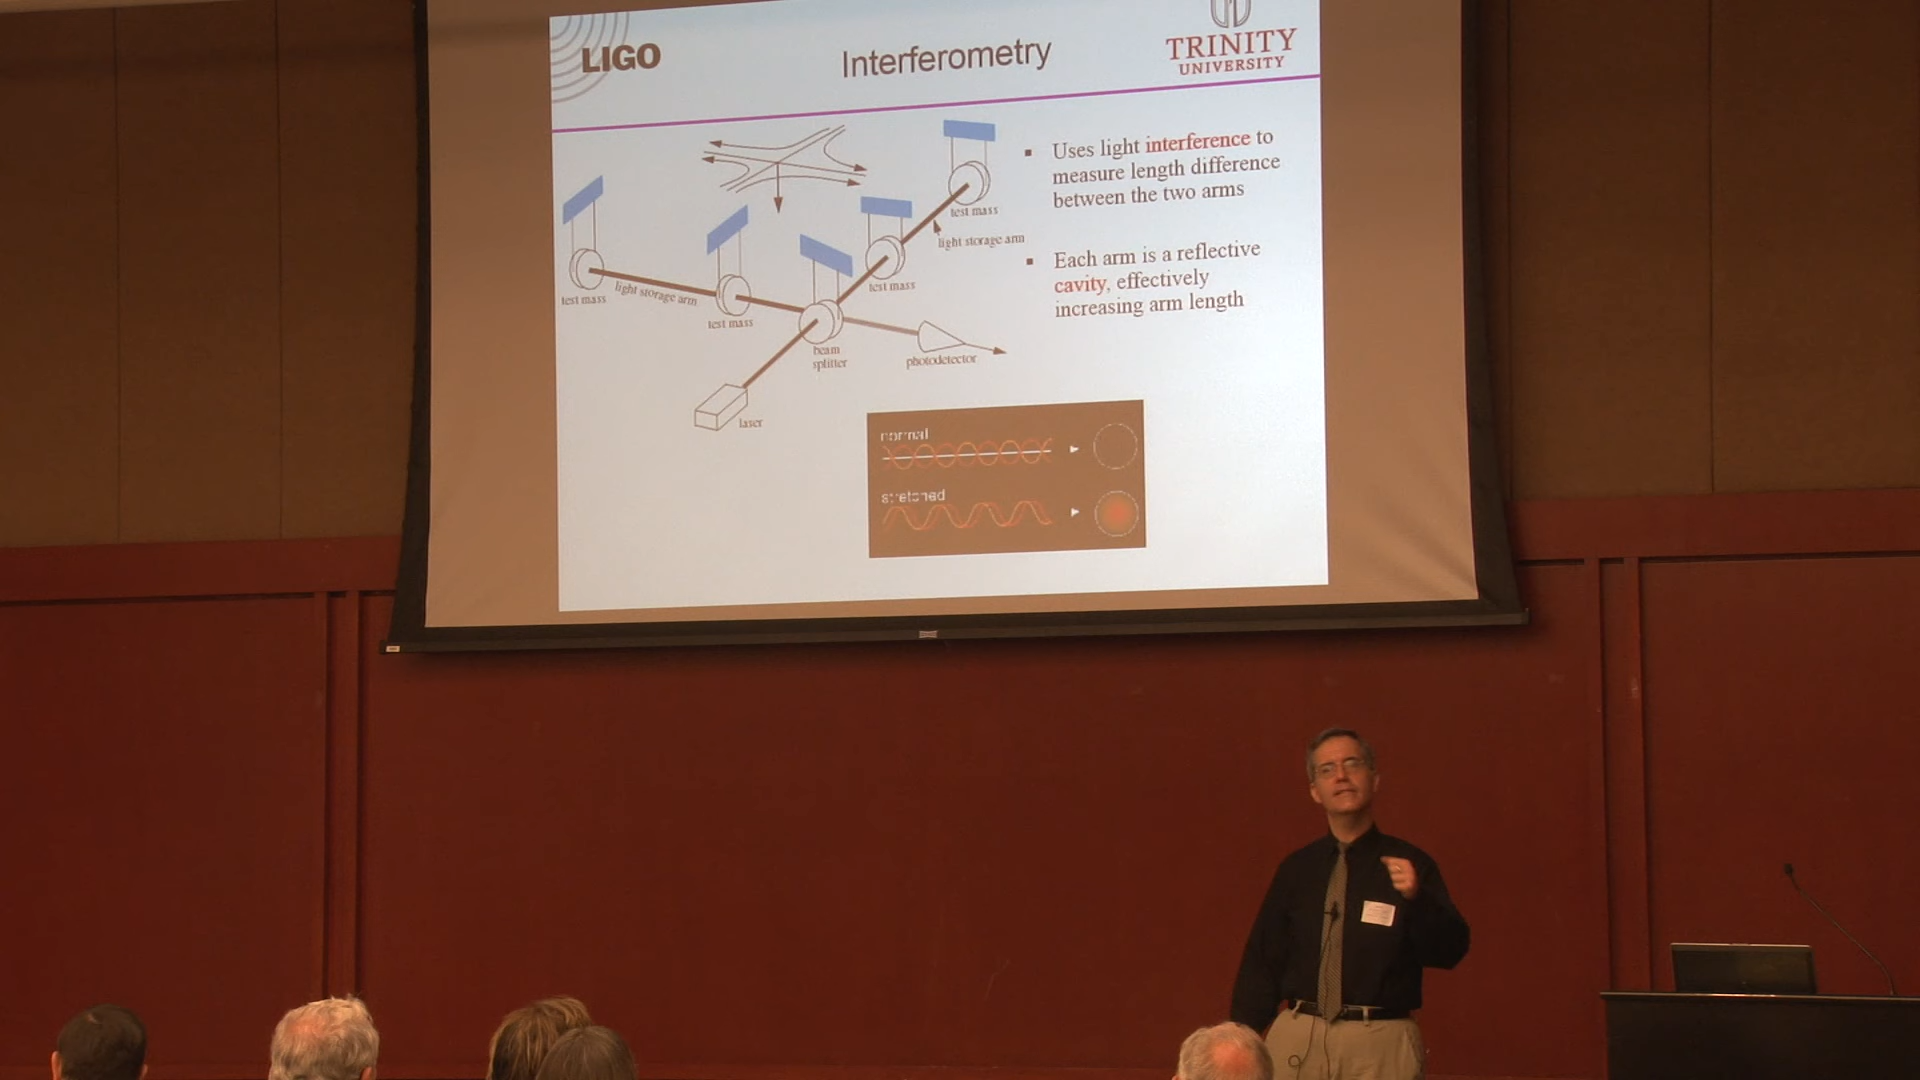 LIGO
Interferometry
TRINITY
UNIVERSITY
Uses light interference to
measure length difference
between the two arms
Each arm is a reflective
cavity, effectively
increasing arm length
test mass
light storage arm
test mass
test mass
light storage arm
test mass
beam
splitter
photodetector
laser
normal
stretched